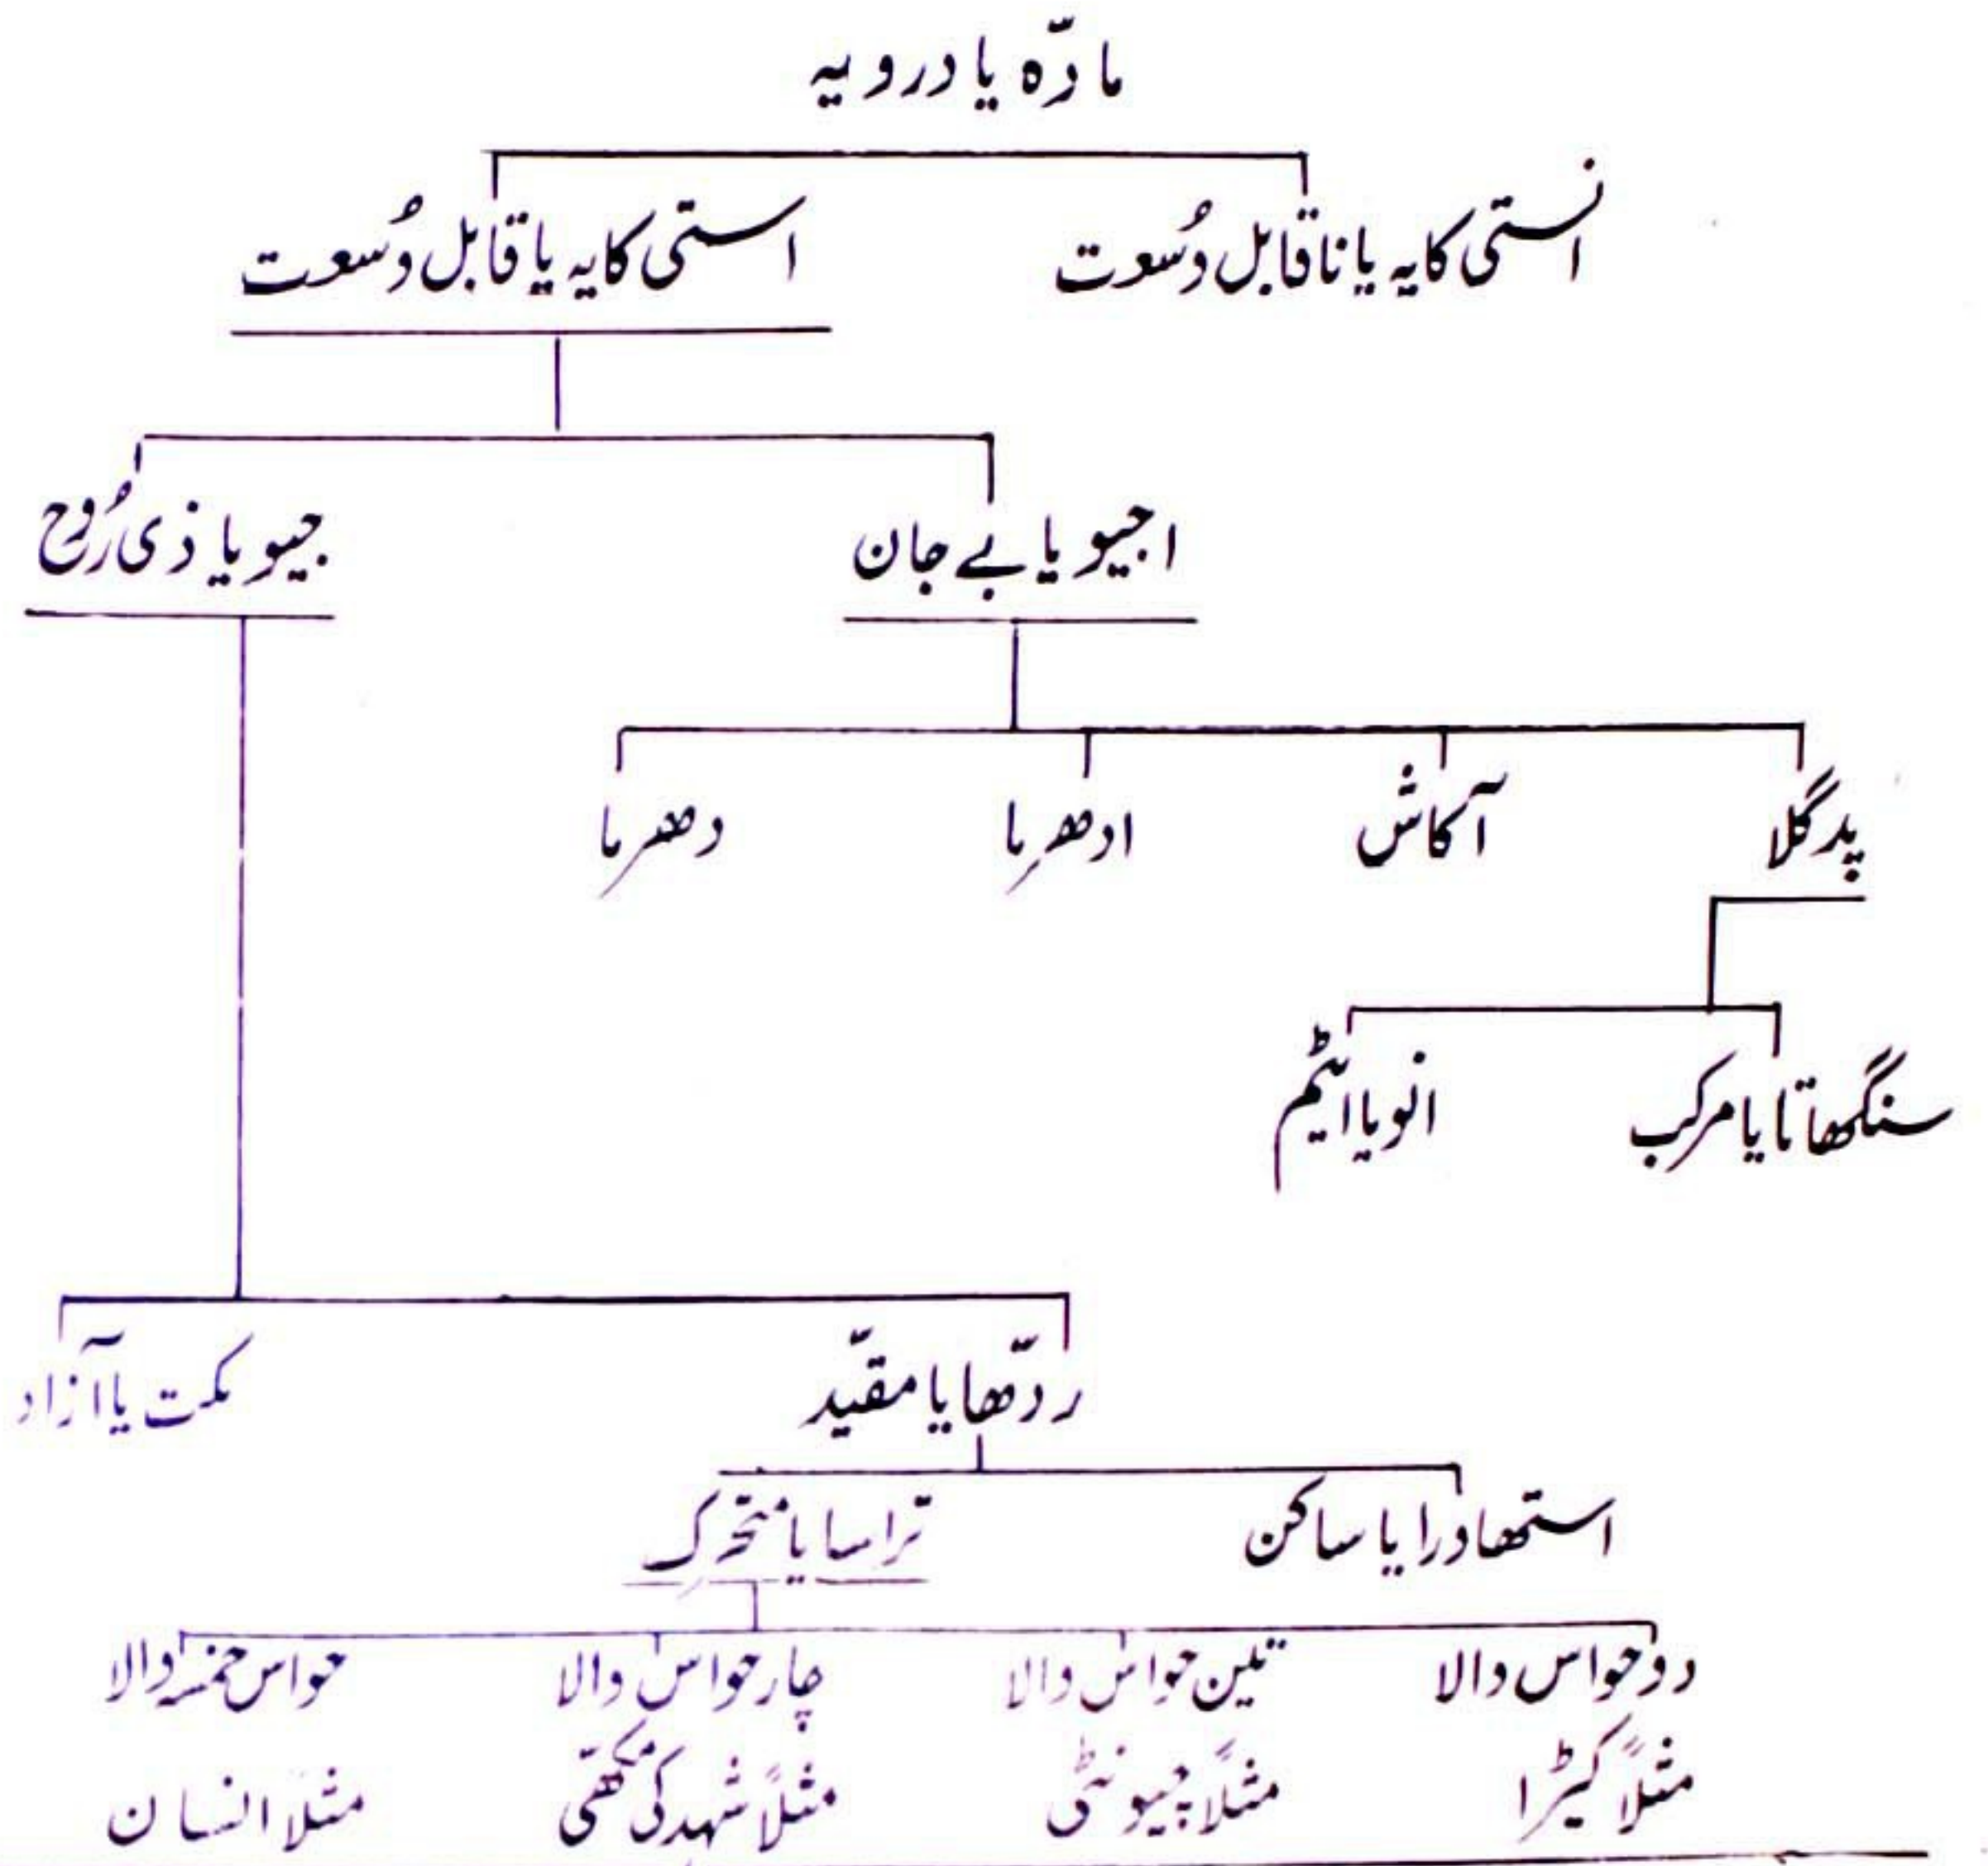 مادّہ یا درویہ
انستی کایہ یا ناقابل وُسعت
استی کایہ یا قابل وُسعت
اجیو یا بے جان
جیو یا ذی رُوح
پدگلا
آکاش
ادھرما
دھرما
سنگھاتا یا مرکب
انو یا ایٹم
ردّھا یا مقیّد
مکت یا آزاد
استھاورا یا ساکن
تراسا یا متحرک
دو حواس والا
تین حواس والا
چار حواس والا
حواس خمسہ والا
مثلاً کیڑا
مثلاً چیونٹی
مثلاً شہد کی مکھّی
مثلاً انسان